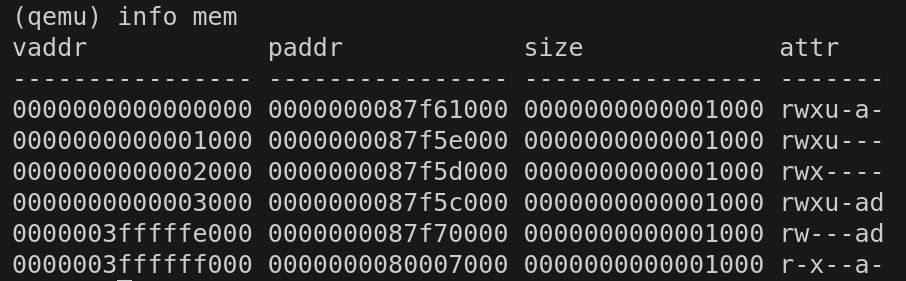 (qemu) info mem
vaddr            paddr            size             attr
---------------- ---------------- ---------------- -------
0000000000000000 0000000087f61000 0000000000001000 rwxu-a-
0000000000001000 0000000087f5e000 0000000000001000 rwxu---
0000000000002000 0000000087f5d000 0000000000001000 rwx----
0000000000003000 0000000087f5c000 0000000000001000 rwxu-ad
0000003fffffe000 0000000087f70000 0000000000001000 rw---ad
0000003ffffff000 0000000080007000 0000000000001000 r-x--a-